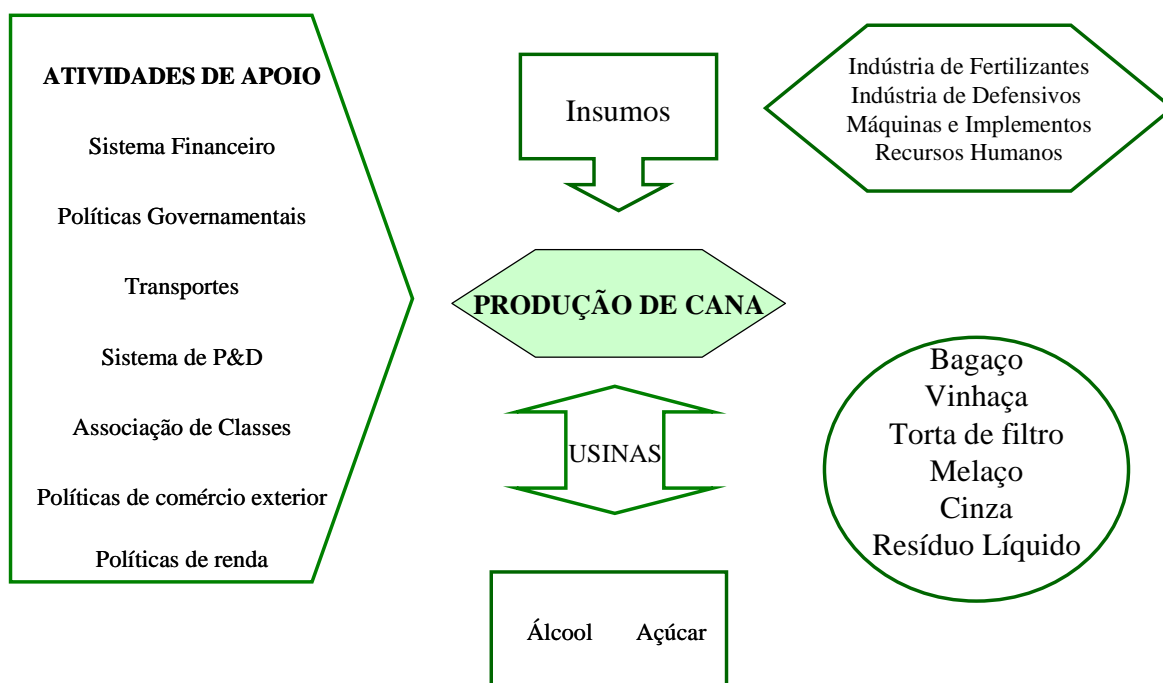 ATIVIDADES DE APOIO
Sistema Financeiro
Políticas Governamentais
Transportes
Sistema de P&D
Associação de Classes
Políticas de comércio exterior
Políticas de renda
Insumos
Indústria de Fertilizantes
Indústria de Defensivos
Máquinas e Implementos
Recursos Humanos
PRODUÇÃO DE CANA
USINAS
Bagaço
Vinhaça
Torta de filtro
Melaço
Cinza
Resíduo Líquido
Álcool Açúcar